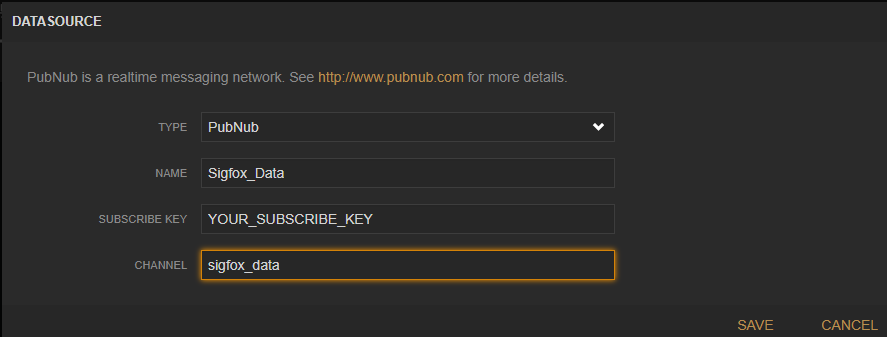 DATASOURCE
PubNub is a realtime messaging network. See http://www.pubnub.com for more details.
TYPE PubNub
NAME Sigfox_Data
SUBSCRIBE KEY YOUR_SUBSCRIBE_KEY
CHANNEL sigfox_data
SAVE CANCEL